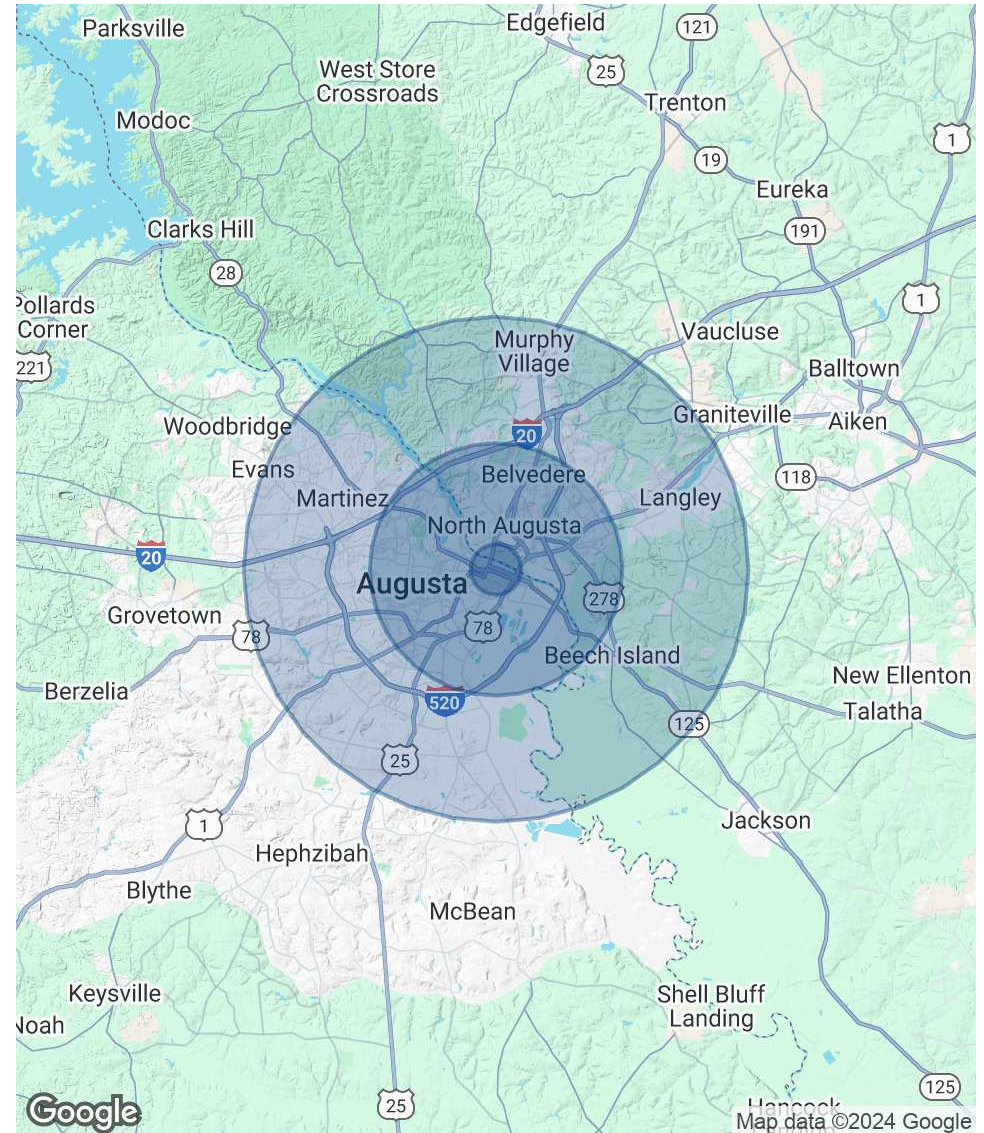 Parksville
Edgefield
121
West Store
Crossroads
25
Trenton
Modoc
1
19
Eureka
Clarks Hill
191
28
Pollards
Corner
1
Murphy
Village
Vaucluse
221
Balltown
Woodbridge
20
Graniteville
Aiken
Evans
Belvedere
118
Martinez
Langley
North Augusta
20
Augusta
278
Grovetown
78
78
Beech Island
New Ellenton
Berzelia
520
Talatha
125
25
1
Jackson
Hephzibah
Blythe
McBean
Keysville
Shell Bluff
Landing
Noah
125
25
Hancock
Google
Map data ©2024 Google